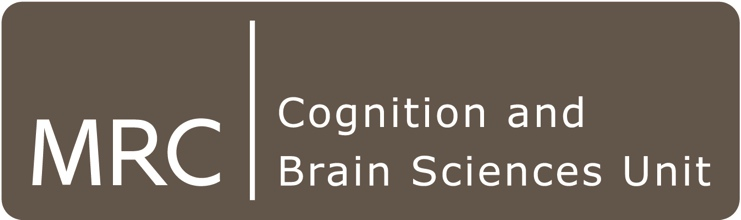 MRC
Cognition and
Brain Sciences Unit